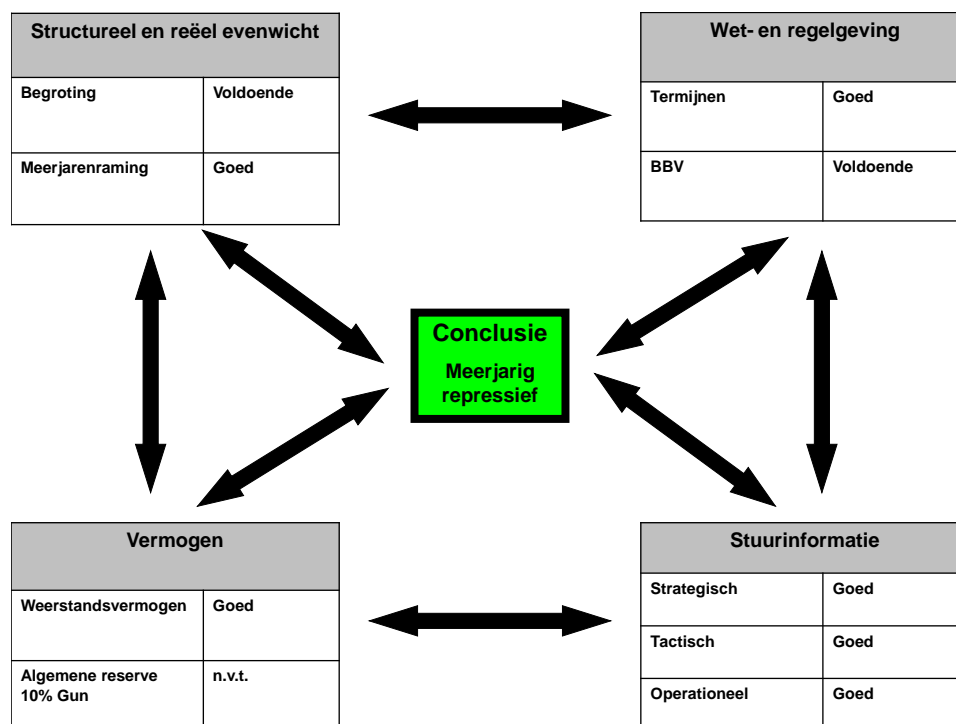 Structureel en reëel evenwicht
Begroting Voldoende
Meerjarenraming Goed
Wet- en regelgeving
Termijnen Goed
BBV Voldoende
Conclusie
Meerjarig
repressief
Vermogen
Weerstandsvermogen Goed
Algemene reserve n.v.t.
10% Gun
Stuurinformatie
Strategisch Goed
Tactisch Goed
Operationeel Goed